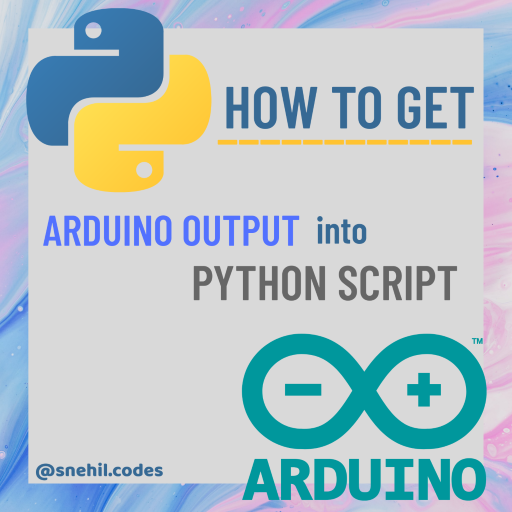 HOW TO GET
ARDUINO OUTPUT into
PYTHON SCRIPT
TM
ARDUINO
@snehil.codes